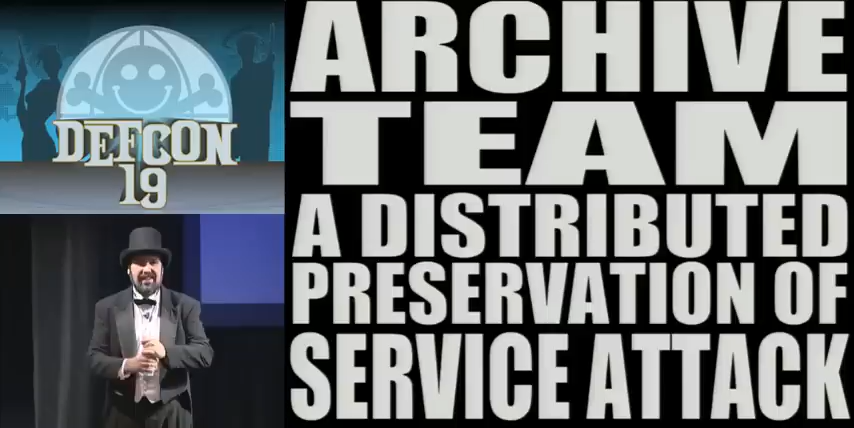 DEFCON
19
ARCHIVE
TEAM
A DISTRIBUTED
PRESERVATION OF
SERVICE ATTACK